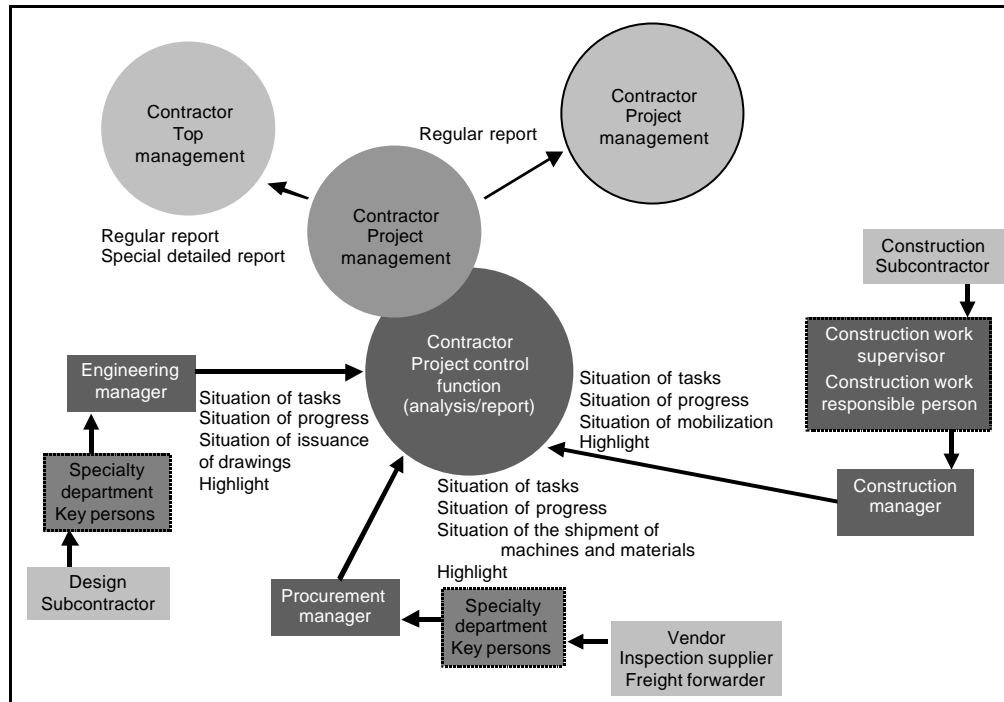 Contractor
Top
management
Regular report
Contractor
Project
management
Contractor
Project
management
Regular report
Special detailed report
Construction
Subcontractor
Construction work
supervisor
Construction work
responsible person
Construction
manager
Contractor
Project control
function
(analysis/report)
Engineering
manager
Situation of tasks
Situation of progress
Situation of issuance
of drawings
Highlight
Situation of tasks
Situation of progress
Situation of mobilization
Highlight
Specialty
department
Key persons
Design
Subcontractor
Situation of tasks
Situation of progress
Situation of the shipment of
machines and materials
Highlight
Procurement
manager
Specialty
department
Key persons
Vendor
Inspection supplier
Freight forwarder